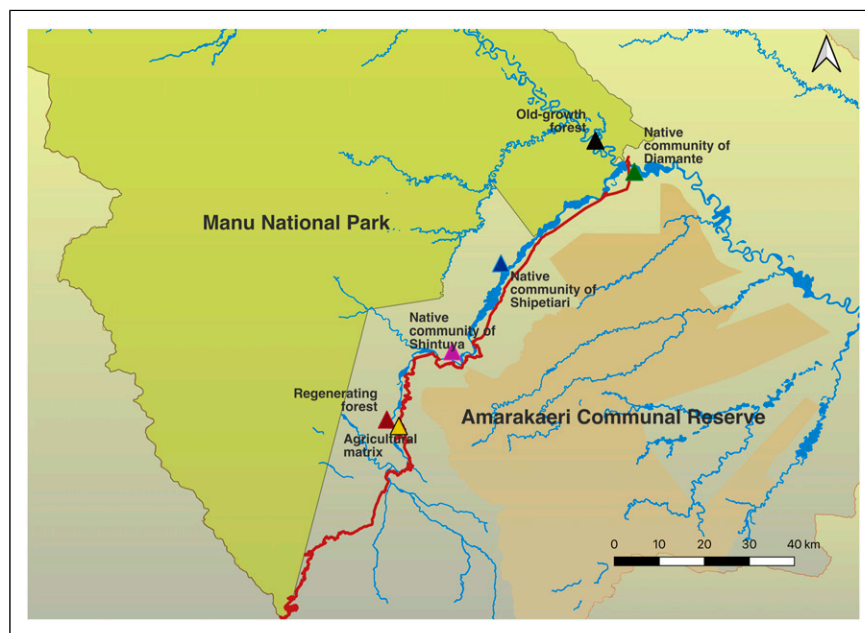 Old-growth
forest
Native
community of
Diamante
Manu National Park
Native
community of
Shipetiari
Native
community of
Shintuya
Regenerating
forest
Amarakaeri Communal Reserve
Agricultural
matrix
0 10 20 30 40 km